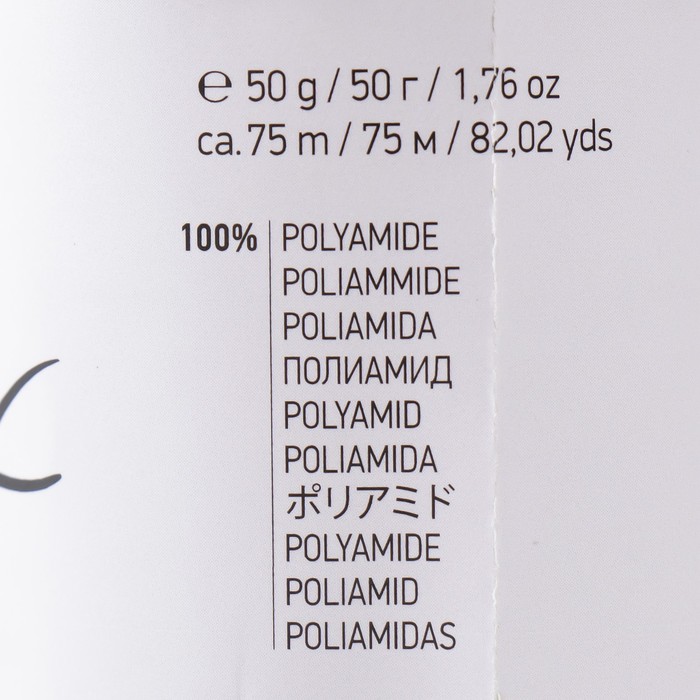 ℮ 50 g / 50 г / 1,76 oz
ca. 75 m / 75 м / 82,02 yds
100% POLYAMIDE
POLIAMMIDE
POLIAMIDA
ПОЛИАМИД
POLYAMID
POLIAMIDA
ポリアミド
POLYAMIDE
POLIAMID
POLIAMIDAS